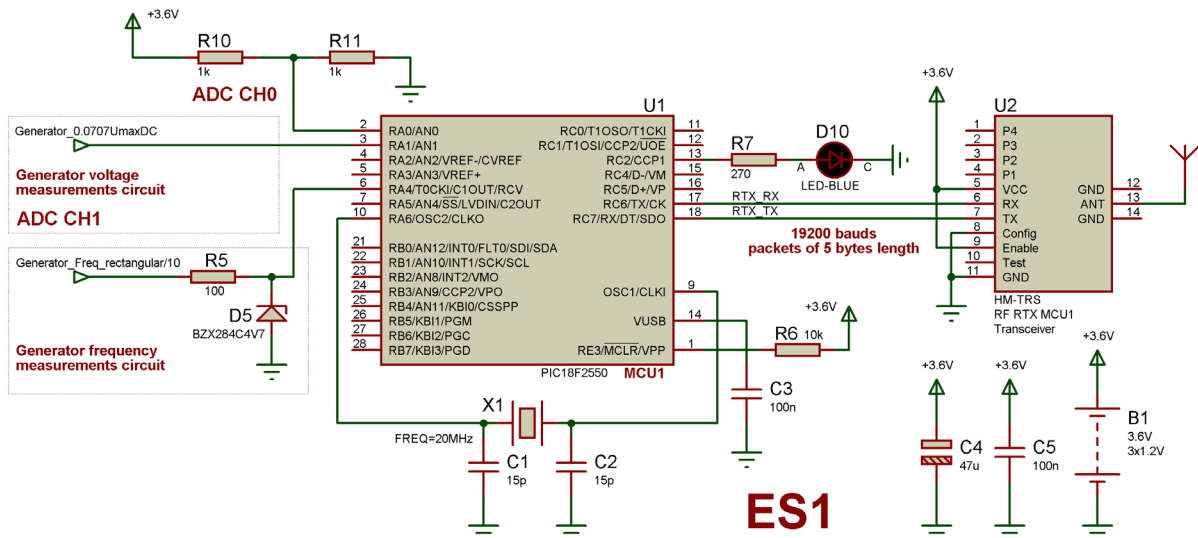 +3.6V
R10
1k
R11
1k
ADC CH0
Generator_0.0707UmaxDC
Generator voltage
measurements circuit
ADC CH1
Generator_Freq_rectangular/10
R5
100
D5
BZX284C4V7
Generator frequency
measurements circuit
U1
2 RA0/AN0
3 RA1/AN1
4 RA2/AN2/VREF-/CVREF
5 RA3/AN3/VREF+
6 RA4/T0CKI/C1OUT/RCV
7 RA5/AN4/SS/LVDIN/C2OUT
10 RA6/OSC2/CLKO
21 RB0/AN12/INT0/FLT0/SDI/SDA
22 RB1/AN10/INT1/SCK/SCL
23 RB2/AN8/INT2/VMO
24 RB3/AN9/CCP2/VPO
25 RB4/AN11/KBI0/CSSPP
26 RB5/KBI1/PGM
27 RB6/KBI2/PGC
28 RB7/KBI3/PGD
RC0/T1OSO/T1CKI 11
RC1/T1OSI/CCP2/UOE 12
RC2/CCP1 13
RC4/D-/VM 15
RC5/D+/VP 16
RC6/TX/CK 17
RC7/RX/DT/SDO 18
OSC1/CLKI 9
VUSB 14
RE3/MCLR/VPP 1
PIC18F2550
MCU1
R7
270
D10
A
C
LED-BLUE
RTX_RX
RTX_TX
19200 bauds
packets of 5 bytes length
+3.6V
R6
10k
C3
100n
X1
FREQ=20MHz
C1
15p
C2
15p
+3.6V
U2
1 P4
2 P3
3 P2
4 P1
5 VCC
6 RX
7 TX
8 Config
9 Enable
10 Test
11 GND
GND 12
ANT 13
GND 14
HM-TRS
RF RTX MCU1
Transceiver
+3.6V
C4
47u
+3.6V
C5
100n
+3.6V
B1
3.6V
3x1.2V
ES1